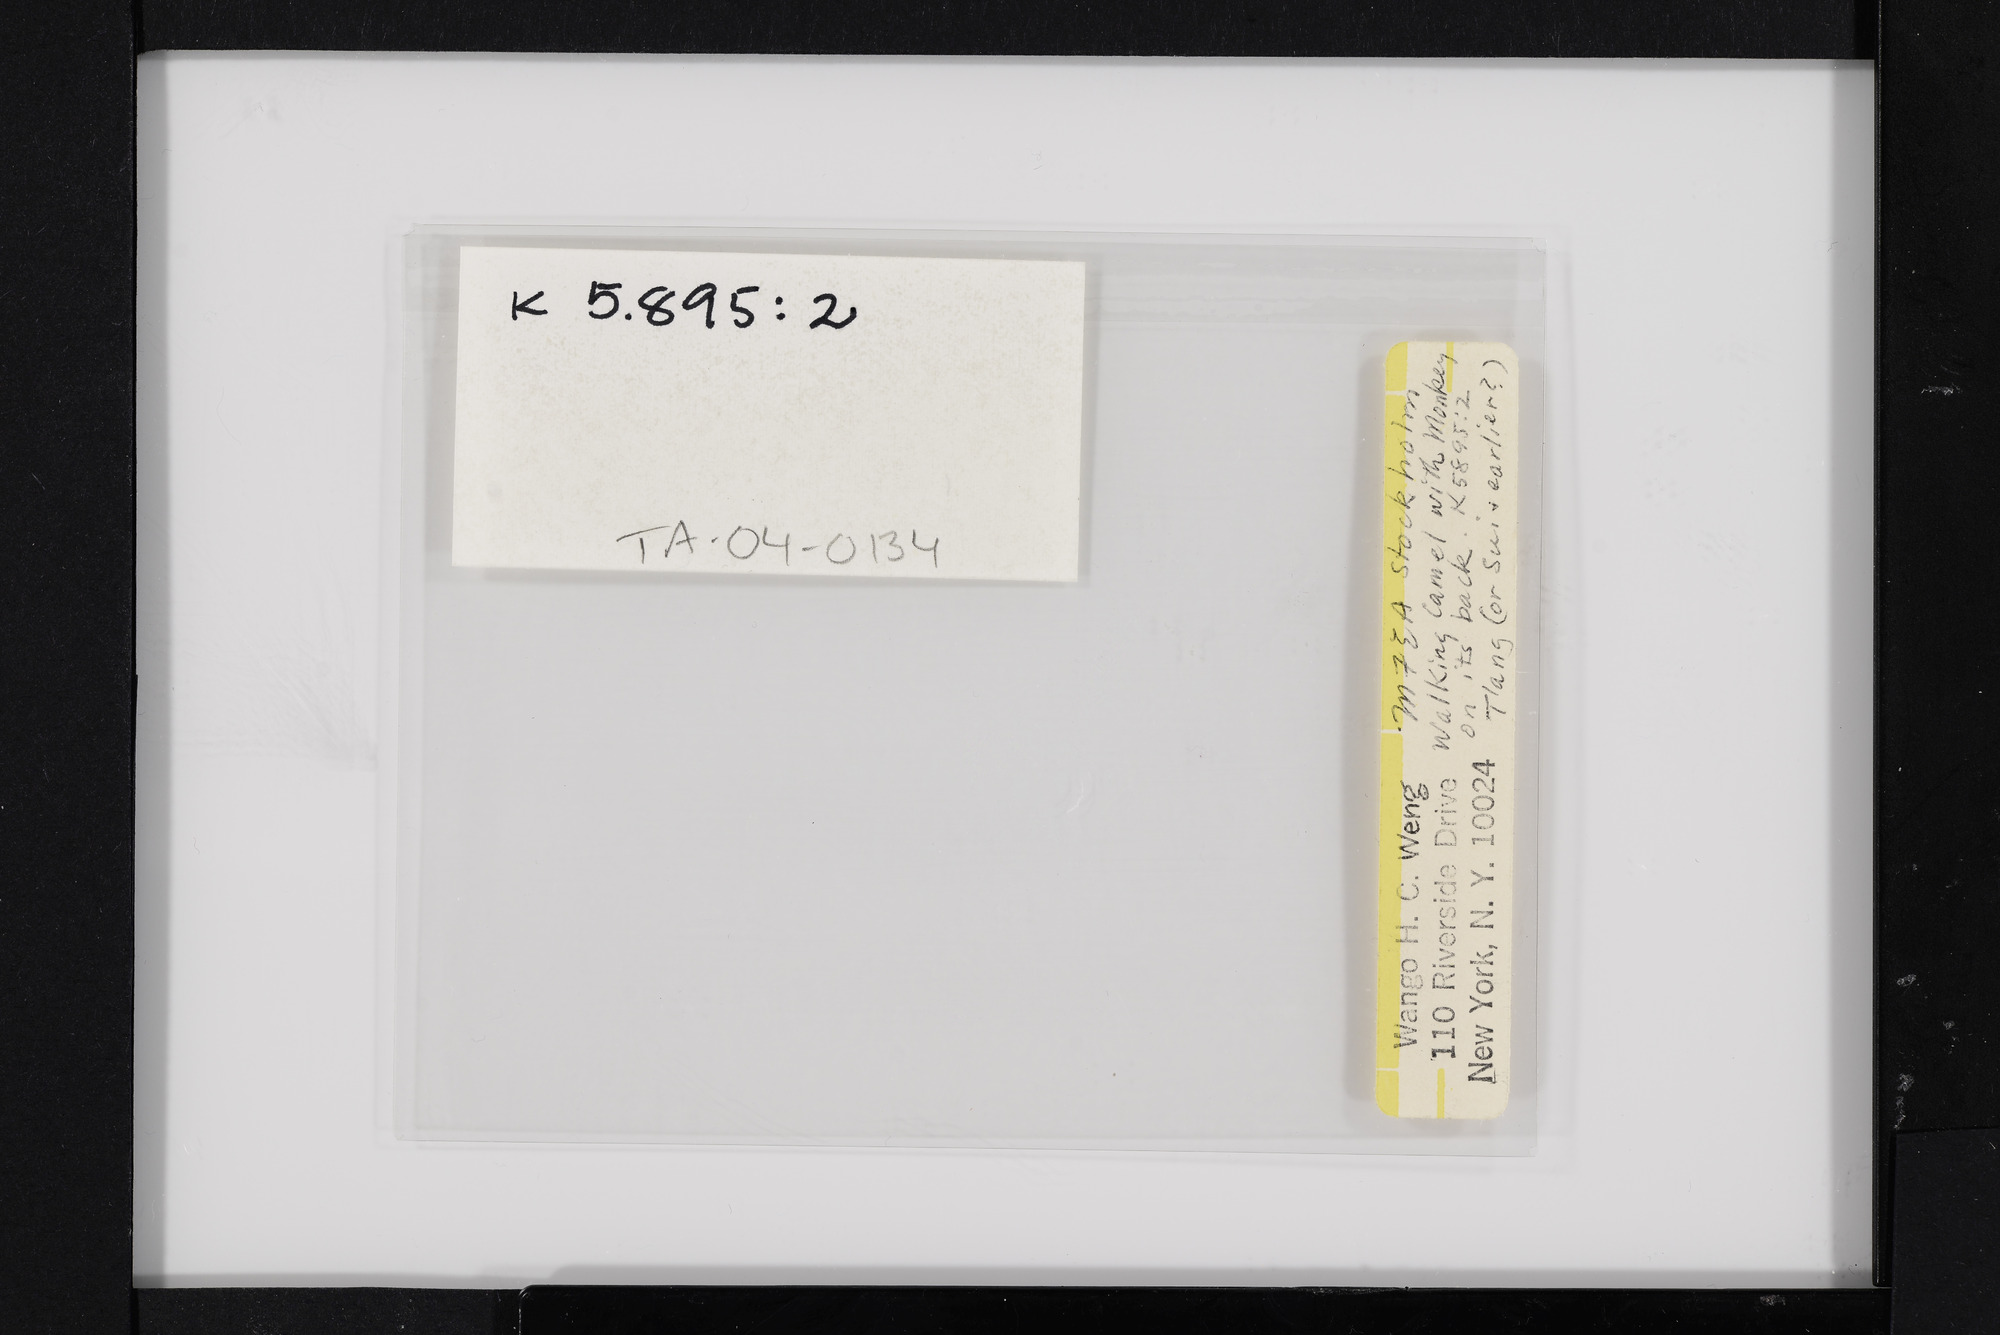 K 5.895:2
TA-04-0134
Wango H. C. Weng
110 Riverside Drive
New York, N. Y. 10024
MFEA Stockholm
Walking Camel with Monkey
on its back. K5895:2
T'ang (or Sui + earlier?)